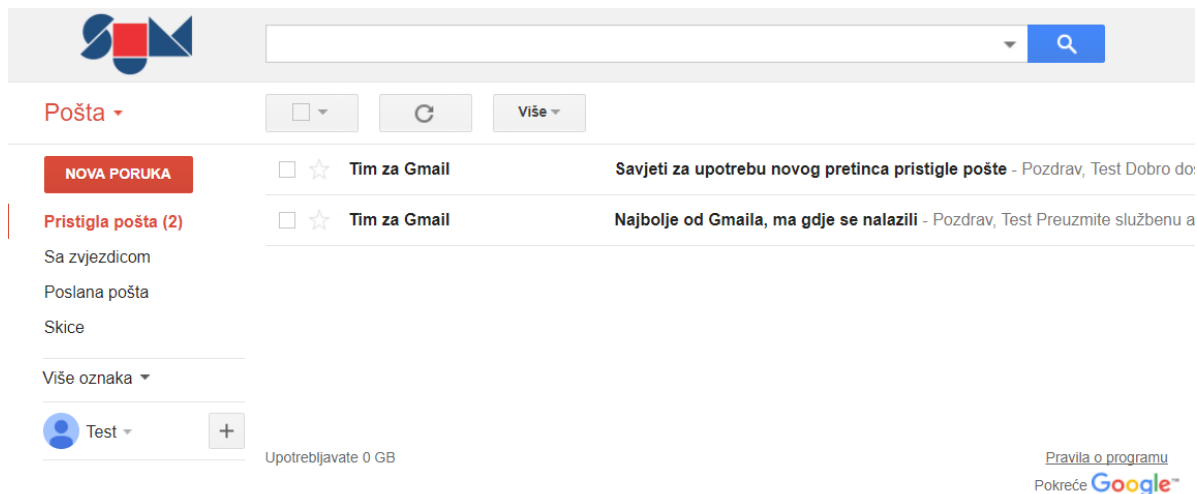 SUM
Pošta
Više
NOVA PORUKA
Tim za Gmail Savjeti za upotrebu novog pretinca pristigle pošte - Pozdrav, Test Dobro
Pristigla pošta (2)
Tim za Gmail Najbolje od Gmaila, ma gdje se nalazili - Pozdrav, Test Preuzmite službenu a
Sa zvjezdicom
Poslana pošta
Skice
Više oznaka
Test
Upotrebljavate 0 GB
Pravila o programu
Pokreće Google™